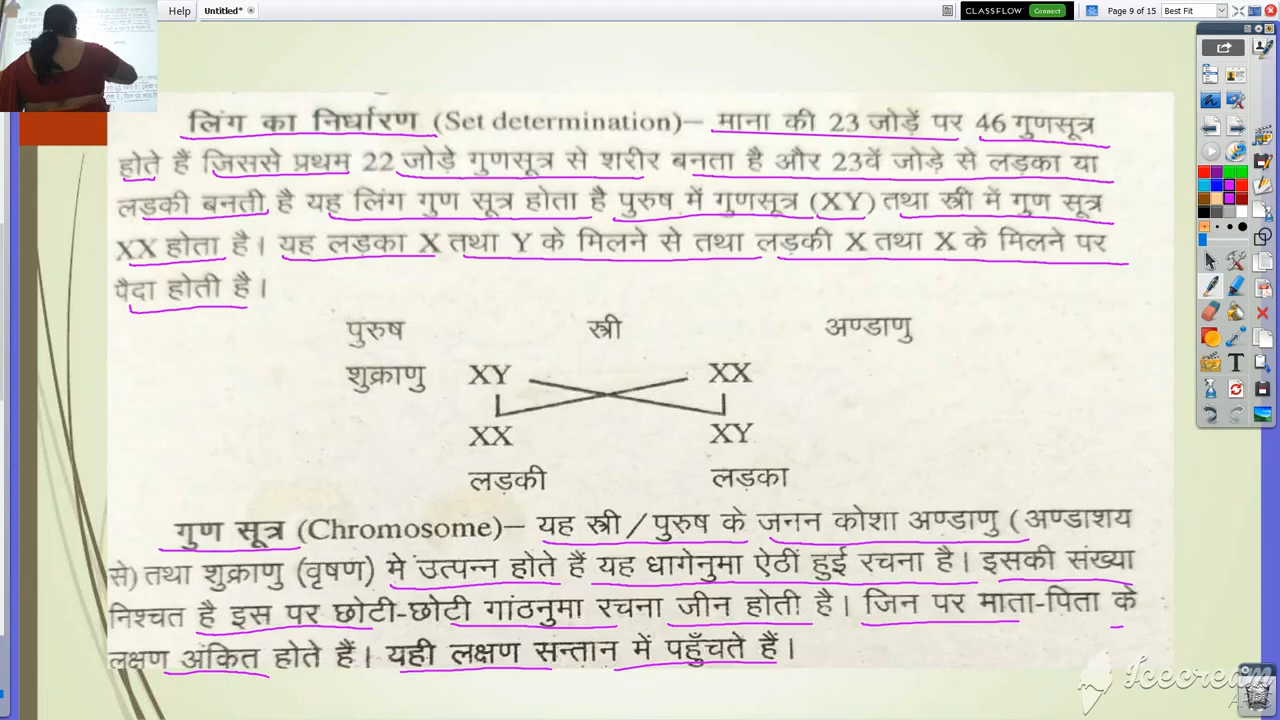 Help
Untitled*
CLASSFLOW Connect
Page 9 of 15
Best Fit
लिंग का निर्धारण (Set determination)– माना की 23 जोड़ें पर 46 गुणसूत्र
होते हैं जिससे प्रथम 22 जोड़े गुणसूत्र से शरीर बनता है और 23वें जोड़े से लड़का या
लड़की बनती है यह लिंग गुण सूत्र होता है पुरुष में गुणसूत्र (XY) तथा स्त्री में गुण सूत्र
XX होता है। यह लड़का X तथा Y के मिलने से तथा लड़की X तथा X के मिलने पर
पैदा होती है।
पुरुष स्त्री अण्डाणु
शुक्राणु XY XX
XX XY
लड़की लड़का
गुण सूत्र (Chromosome)– यह स्त्री/पुरुष के जनन कोशा अण्डाणु (अण्डाशय
से) तथा शुक्राणु (वृषण) मे उत्पन्न होते हैं यह धागेनुमा ऐठीं हुई रचना है। इसकी संख्या
निश्चत है इस पर छोटी-छोटी गांठनुमा रचना जीन होती है। जिन पर माता-पिता के
लक्षण अंकित होते हैं। यही लक्षण सन्तान में पहुँचते हैं।
Icecream
APPS